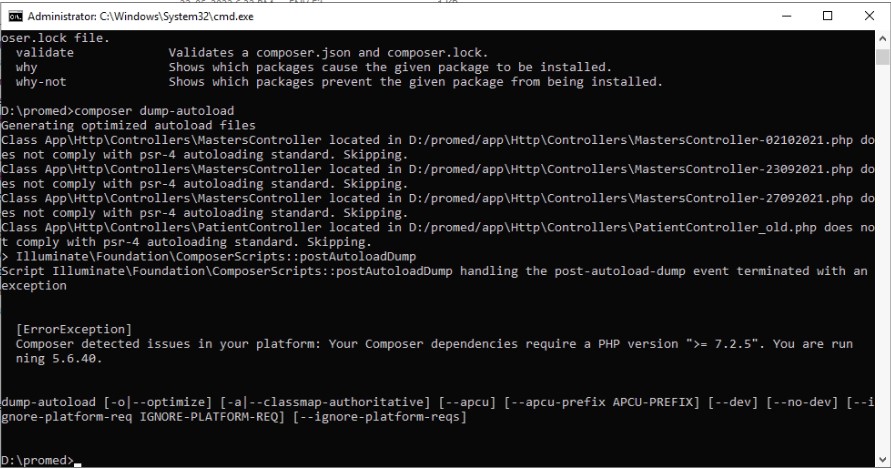 Administrator: C:\Windows\System32\cmd.exe
oser.lock file.
validate Validates a composer.json and composer.lock.
why Shows which packages cause the given package to be installed.
why-not Shows which packages prevent the given package from being installed.
D:\promed>composer dump-autoload
Generating optimized autoload files
Class App\Http\Controllers\MastersController located in D:/promed/app\Http\Controllers\MastersController-02102021.php do
es not comply with psr-4 autoloading standard. Skipping.
Class App\Http\Controllers\MastersController located in D:/promed/app\Http\Controllers\MastersController-23092021.php do
es not comply with psr-4 autoloading standard. Skipping.
Class App\Http\Controllers\MastersController located in D:/promed/app\Http\Controllers\MastersController-27092021.php do
es not comply with psr-4 autoloading standard. Skipping.
Class App\Http\Controllers\PatientController located in D:/promed/app\Http\Controllers\PatientController_old.php does no
t comply with psr-4 autoloading standard. Skipping.
> Illuminate\Foundation\ComposerScripts::postAutoloadDump
Script Illuminate\Foundation\ComposerScripts::postAutoloadDump handling the post-autoload-dump event terminated with an
exception
[ErrorException]
Composer detected issues in your platform: Your Composer dependencies require a PHP version ">= 7.2.5". You are run
ning 5.6.40.
dump-autoload [-o|--optimize] [-a|--classmap-authoritative] [--apcu] [--apcu-prefix APCU-PREFIX] [--dev] [--no-dev] [--i
gnore-platform-req IGNORE-PLATFORM-REQ] [--ignore-platform-reqs]
D:\promed>